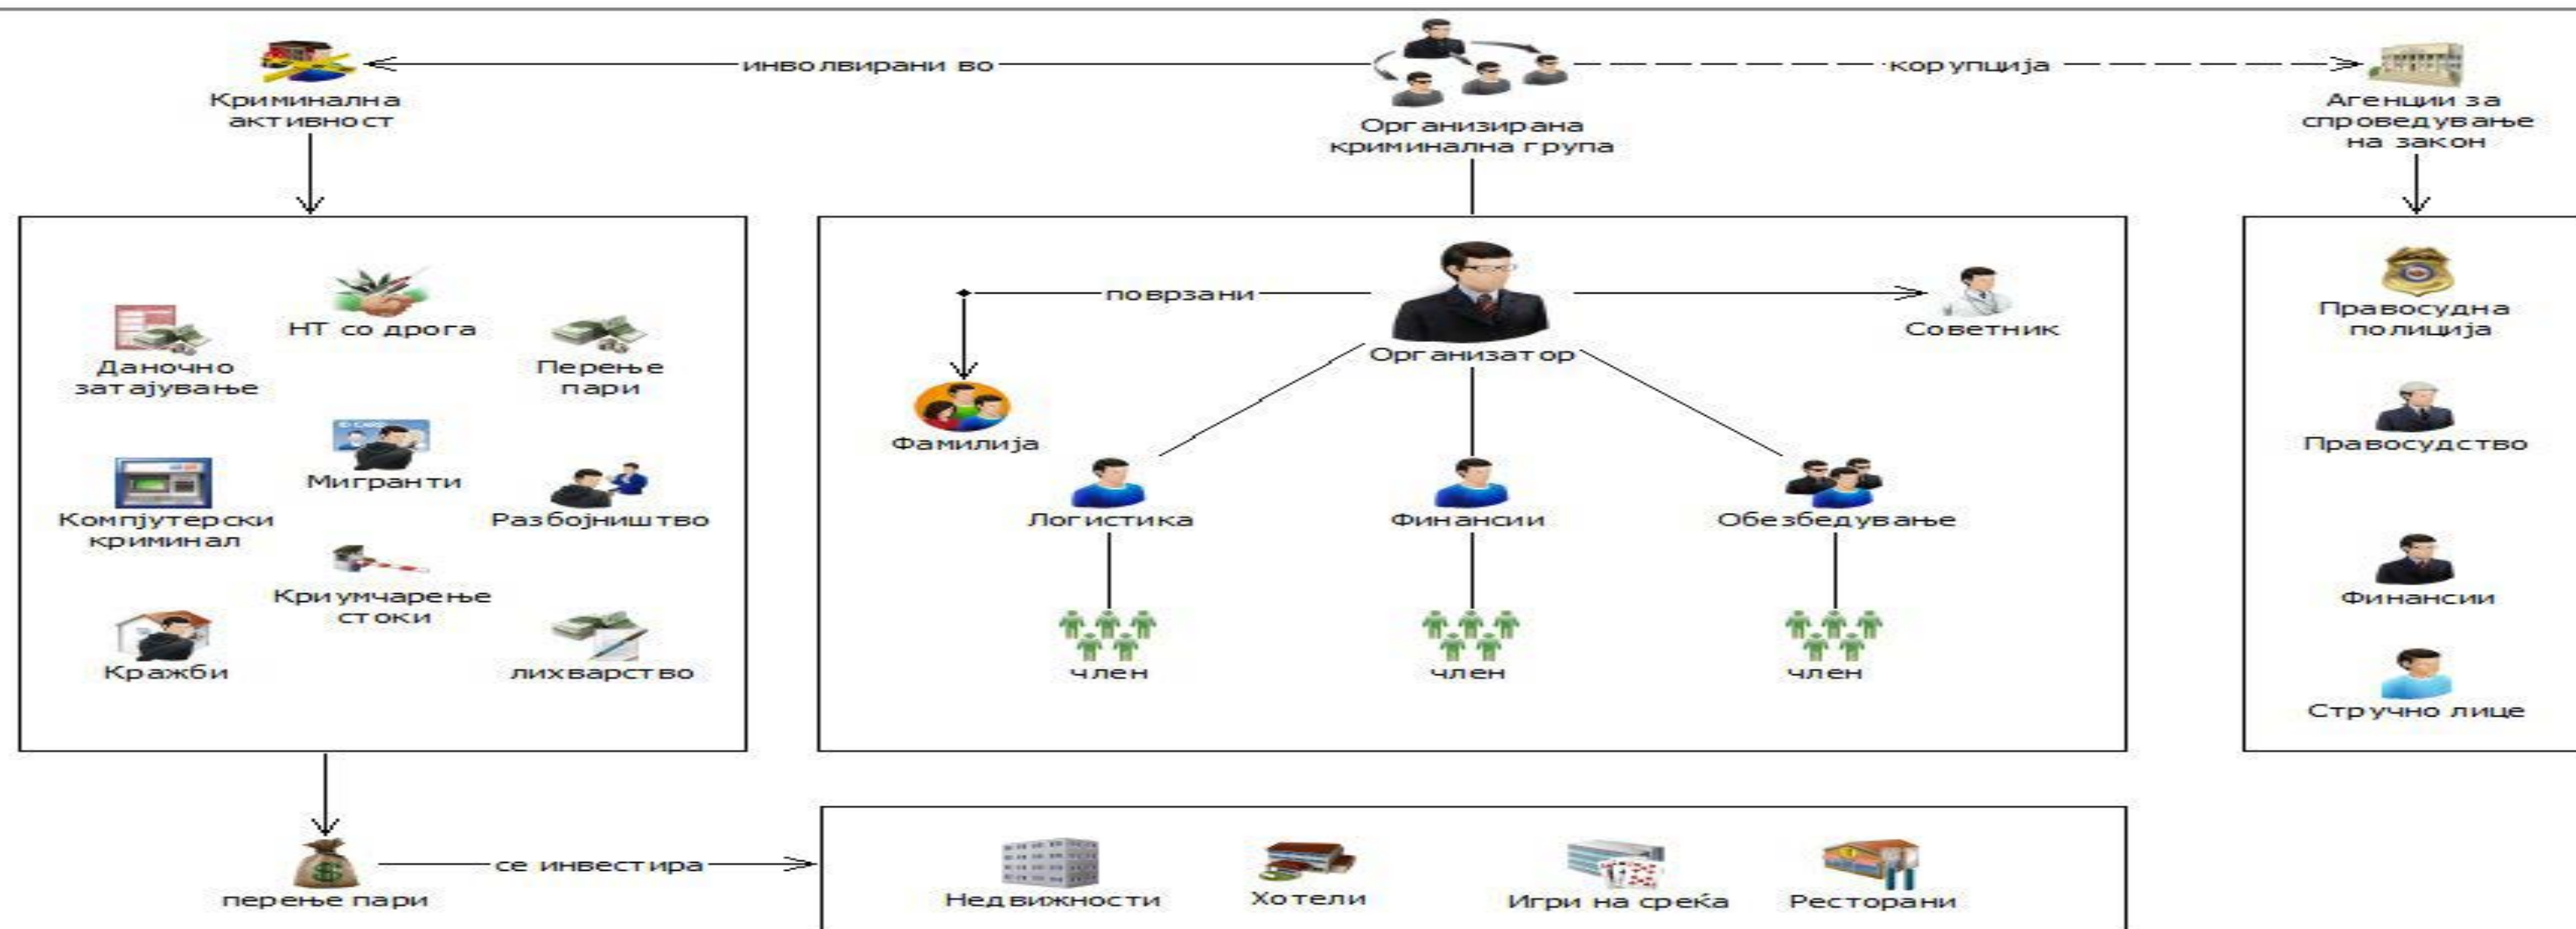 инволвирани во
корупција
Криминална
активност
Организирана
криминална група
Агенции за
спроведување
на закон
НТ со дрога
Даночно
затајување
Перење
пари
Мигранти
Компјутерски
криминал
Разбојништво
Криумчарење
стоки
Кражби
лихварство
поврзани
Организатор
Советник
Фамилија
Логистика
Финансии
Обезбедување
член
член
член
Правосудна
полиција
Правосудство
Финансии
Стручно лице
перење пари
се инвестира
Недвижности
Хотели
Игри на среќа
Ресторани